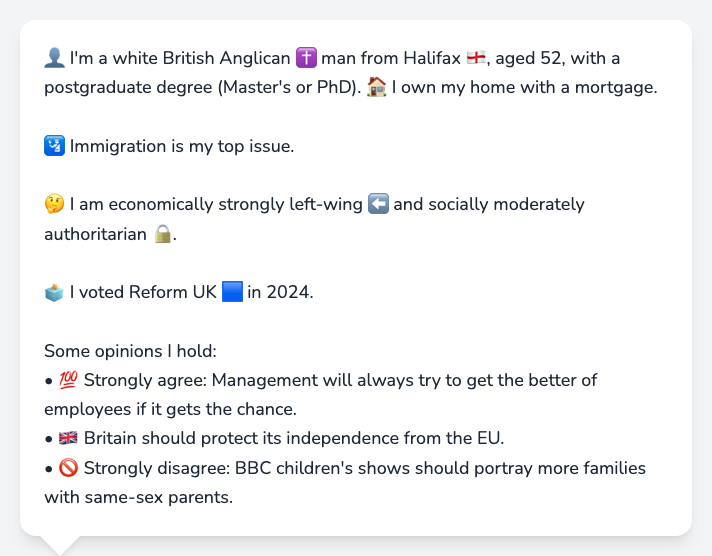 👤 I'm a white British Anglican ✝️ man from Halifax 🏴󠁧󠁢󠁥󠁮󠁧󠁿, aged 52, with a
postgraduate degree (Master's or PhD). 🏠 I own my home with a mortgage.
🛂 Immigration is my top issue.
🤔 I am economically strongly left-wing ⬅️ and socially moderately
authoritarian 🔒.
🗳️ I voted Reform UK 🟦 in 2024.
Some opinions I hold:
• 💯 Strongly agree: Management will always try to get the better of
employees if it gets the chance.
• 🇬🇧 Britain should protect its independence from the EU.
• 🚫 Strongly disagree: BBC children's shows should portray more families
with same-sex parents.